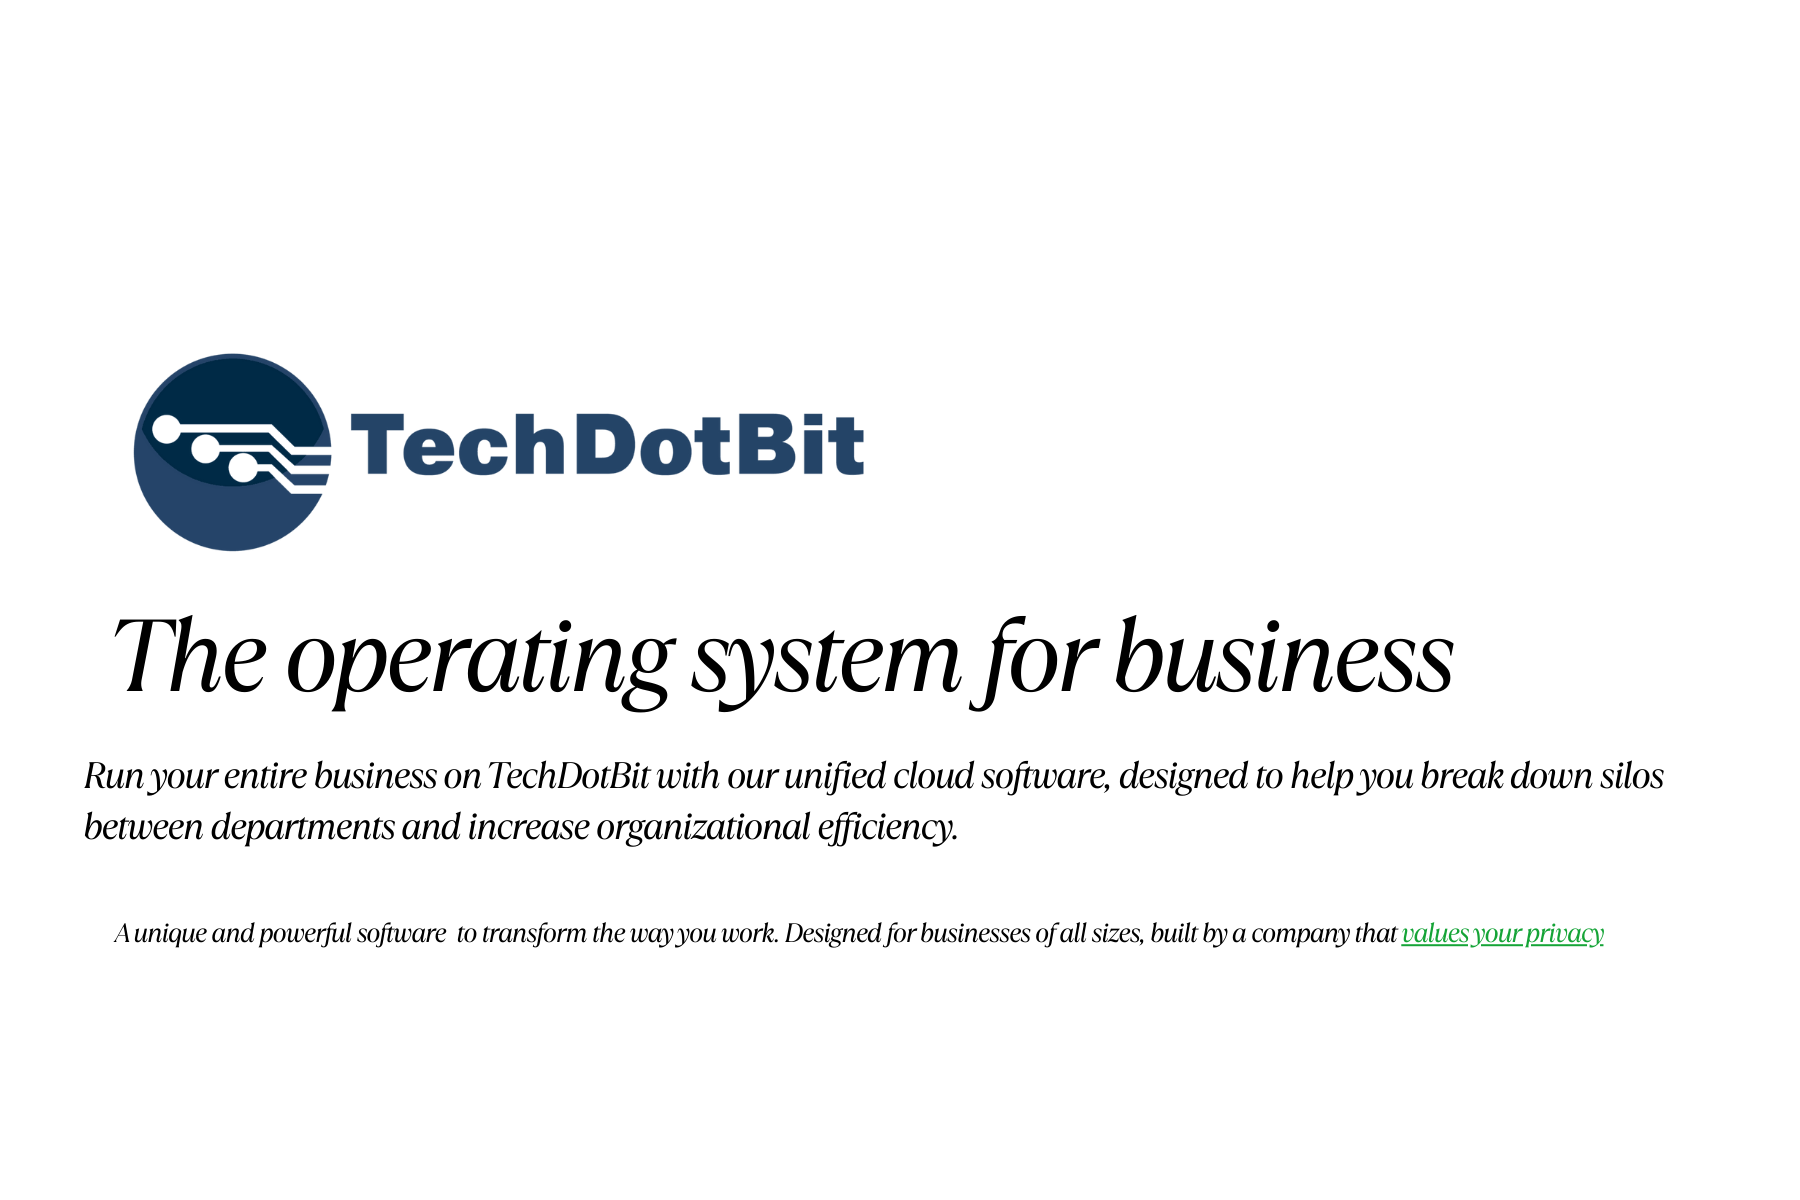 TechDotBit
The operating system for business
Run your entire business on TechDotBit with our unified cloud software, designed to help you break down silos
between departments and increase organizational efficiency.
A unique and powerful software  to transform the way you work. Designed for businesses of all sizes, built by a company that values your privacy